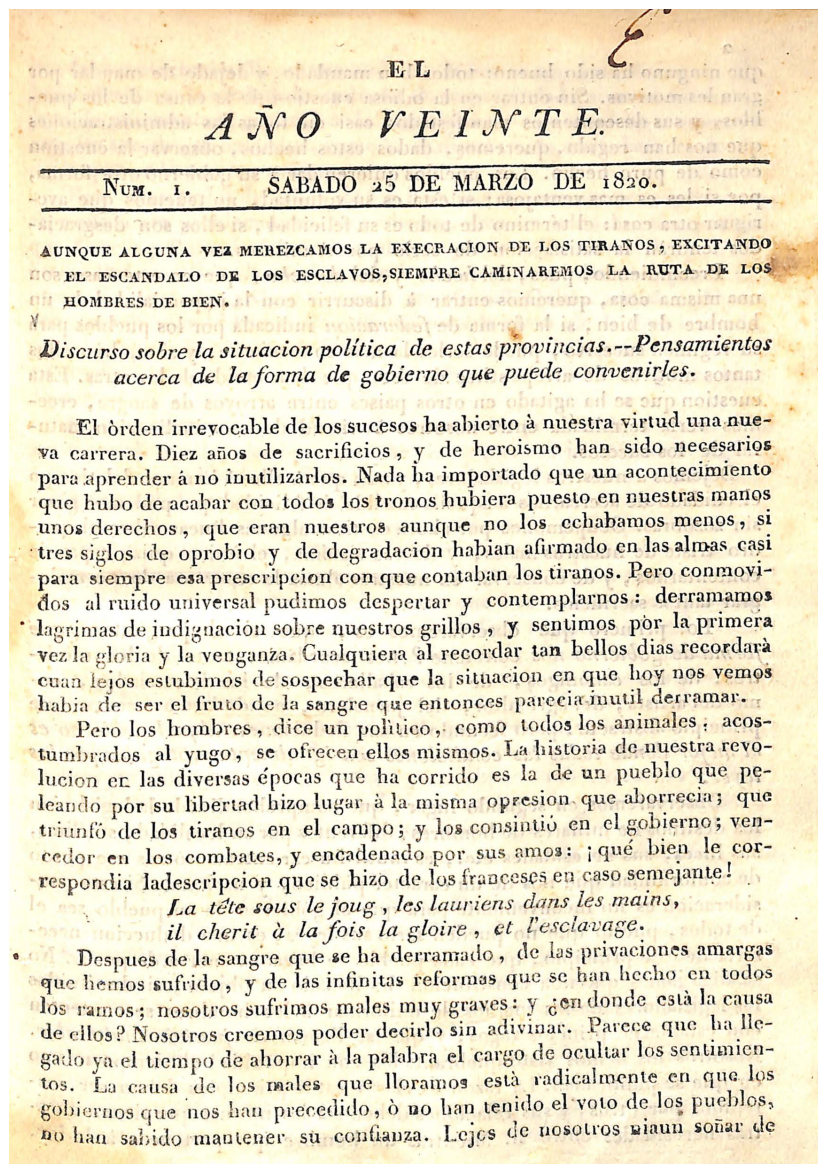 EL
AÑO VEINTE.
NUM. 1. SABADO 25 DE MARZO DE 1820.
AUNQUE ALGUNA VEZ MEREZCAMOS LA EXECRACION DE LOS TIRANOS, EXCITANDO
EL ESCANDALO DE LOS ESCLAVOS, SIEMPRE CAMINAREMOS LA RUTA DE LOS
HOMBRES DE BIEN.
Discurso sobre la situacion política de estas provincias.--Pensamientos
acerca de la forma de gobierno que puede convenirles.
El òrden irrevocable de los sucesos ha abierto à nuestra virtud una nue-
va carrera. Diez años de sacrificios, y de heroismo han sido necesarios
para aprender á no inutilizarlos. Nada ha importado que un acontecimiento
que hubo de acabar con todos los tronos hubiera puesto en nuestras manos
unos derechos, que eran nuestros aunque no los echabamos menos, si
tres siglos de oprobio y de degradacion habian afirmado en las almas casi
para siempre esa prescripcion con que contaban los tiranos. Pero conmovi-
dos al ruido universal pudimos despertar y contemplarnos: derramamos
lagrimas de indignacion sobre nuestros grillos, y sentimos por la primera
vez la gloria y la venganza. Cualquiera al recordar tan bellos dias recordarà
cuan lejos estubimos de sospechar que la situacion en que hoy nos vemos
habia de ser el fruto de la sangre que entonces parecia inutil derramar.
Pero los hombres, dice un politico, como todos los animales, acos-
tumbrados al yugo, se ofrecen ellos mismos. La historia de nuestra revo-
lucion en las diversas épocas que ha corrido es la de un pueblo que pe-
leando por su libertad hizo lugar à la misma opresion que aborrecia; que
triunfó de los tiranos en el campo; y los consintió en el gobierno; ven-
cedor en los combates, y encadenado por sus amos: ¡qué bien le cor-
respondia ladescripcion que se hizo de los franceses en caso semejante!
La tête sous le joug, les lauriens dans les mains,
il cherit à la fois la gloire, et l'esclavage.
Despues de la sangre que se ha derramado, de las privaciones amargas
que hemos sufrido, y de las infinitas reformas que se han hecho en todos
los ramos; nosotros sufrimos males muy graves: y ¿en donde està la causa
de ellos? Nosotros creemos poder decirlo sin adivinar. Parece que ha lle-
gado ya el tiempo de ahorrar à la palabra el cargo de ocultar los sentimien-
tos. La causa de los males que lloramos està radicalmente en que los
gobiernos que nos han precedido, ò no han tenido el voto de los pueblos,
no han sabido mantener su confianza. Lejos de nosotros niaun soñar de